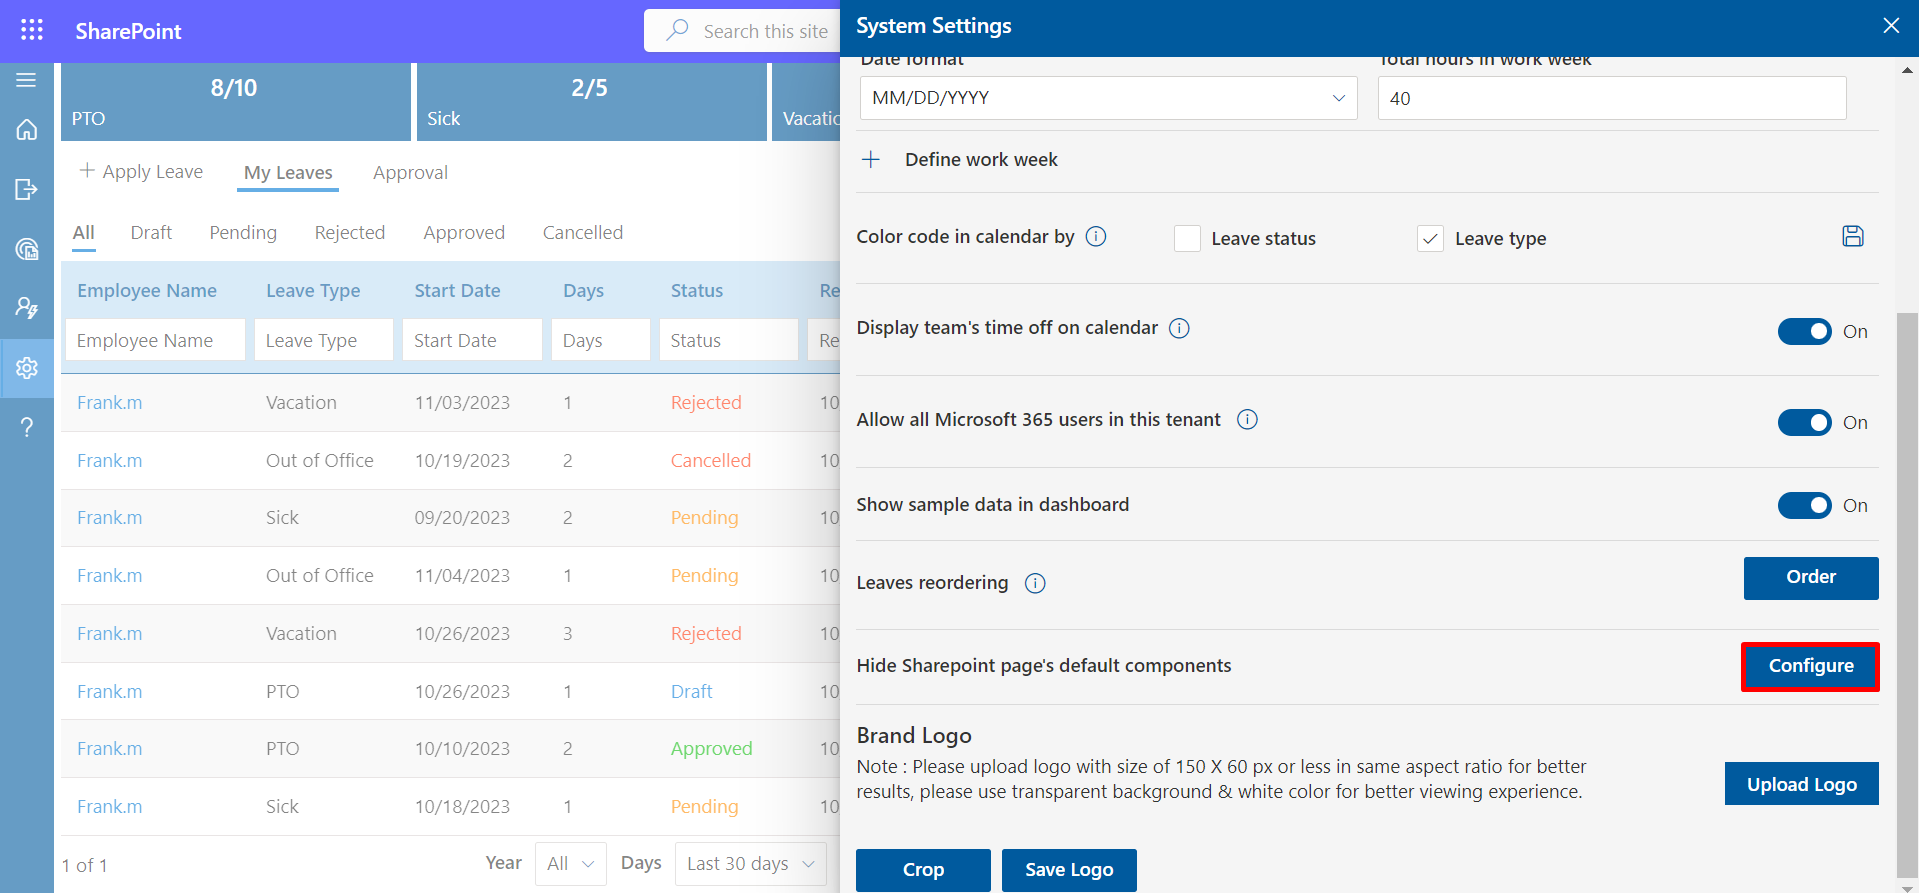 SharePoint
Search this site
8/10
PTO
2/5
Sick
+ Apply Leave
My Leaves
Approval
All
Draft
Pending
Rejected
Approved
Cancelled
Employee Name Leave Type Start Date Days Status
Employee Name Leave Type Start Date Days Status
Frank.m Vacation 11/03/2023 1 Rejected 10
Frank.m Out of Office 10/19/2023 2 Cancelled 10
Frank.m Sick 09/20/2023 2 Pending 10
Frank.m Out of Office 11/04/2023 1 Pending 10
Frank.m Vacation 10/26/2023 3 Rejected 10
Frank.m PTO 10/26/2023 1 Draft 10
Frank.m PTO 10/10/2023 2 Approved 10
Frank.m Sick 10/18/2023 1 Pending 10
1 of 1
Year All Days Last 30 days
System Settings
Date format
Total hours in work week
MM/DD/YYYY
40
+ Define work week
Color code in calendar by
Leave status
Leave type
Display team's time off on calendar
On
Allow all Microsoft 365 users in this tenant
On
Show sample data in dashboard
On
Leaves reordering
Order
Hide Sharepoint page's default components
Configure
Brand Logo
Note : Please upload logo with size of 150 X 60 px or less in same aspect ratio for better
results, please use transparent background & white color for better viewing experience.
Upload Logo
Crop
Save Logo